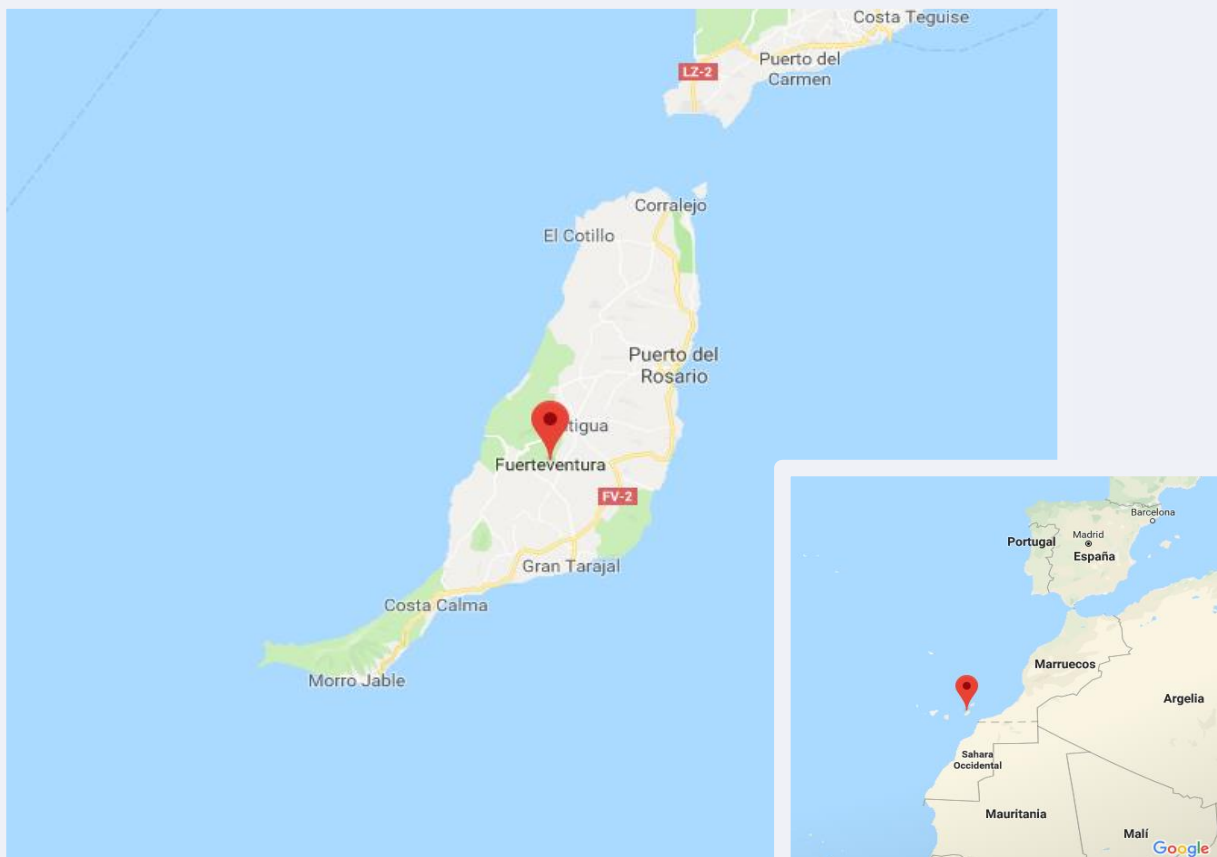 Costa Teguise
Puerto del
Carmen
LZ-2
Corralejo
El Cotillo
Puerto del
Rosario
tigua
Fuerteventura
FV-2
Gran Tarajal
Costa Calma
Morro Jable
Barcelona
Madrid
Portugal
España
Marruecos
Argelia
Sahara
Occidental
Mauritania
Malí
Google